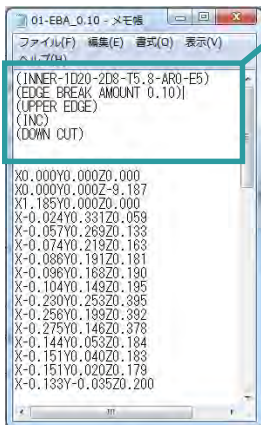 01-EBA_0.10 - メモ帳
ファイル(F) 編集(E) 書式(O) 表示(V)
ヘルプ(H)
(INNER-1D20-2D8-T5.8-AR0-E5)
(EDGE BREAK AMOUNT 0.10)
(UPPER EDGE)
(INC)
(DOWN CUT)
X0.000Y0.000Z0.000
X0.000Y0.000Z-9.187
X1.185Y0.000Z0.000
X-0.024Y0.331Z0.059
X-0.057Y0.269Z0.133
X-0.074Y0.219Z0.163
X-0.086Y0.191Z0.181
X-0.096Y0.168Z0.190
X-0.104Y0.149Z0.195
X-0.230Y0.253Z0.395
X-0.256Y0.199Z0.392
X-0.275Y0.146Z0.378
X-0.144Y0.053Z0.184
X-0.151Y0.040Z0.183
X-0.151Y0.020Z0.179
X-0.133Y-0.035Z0.200